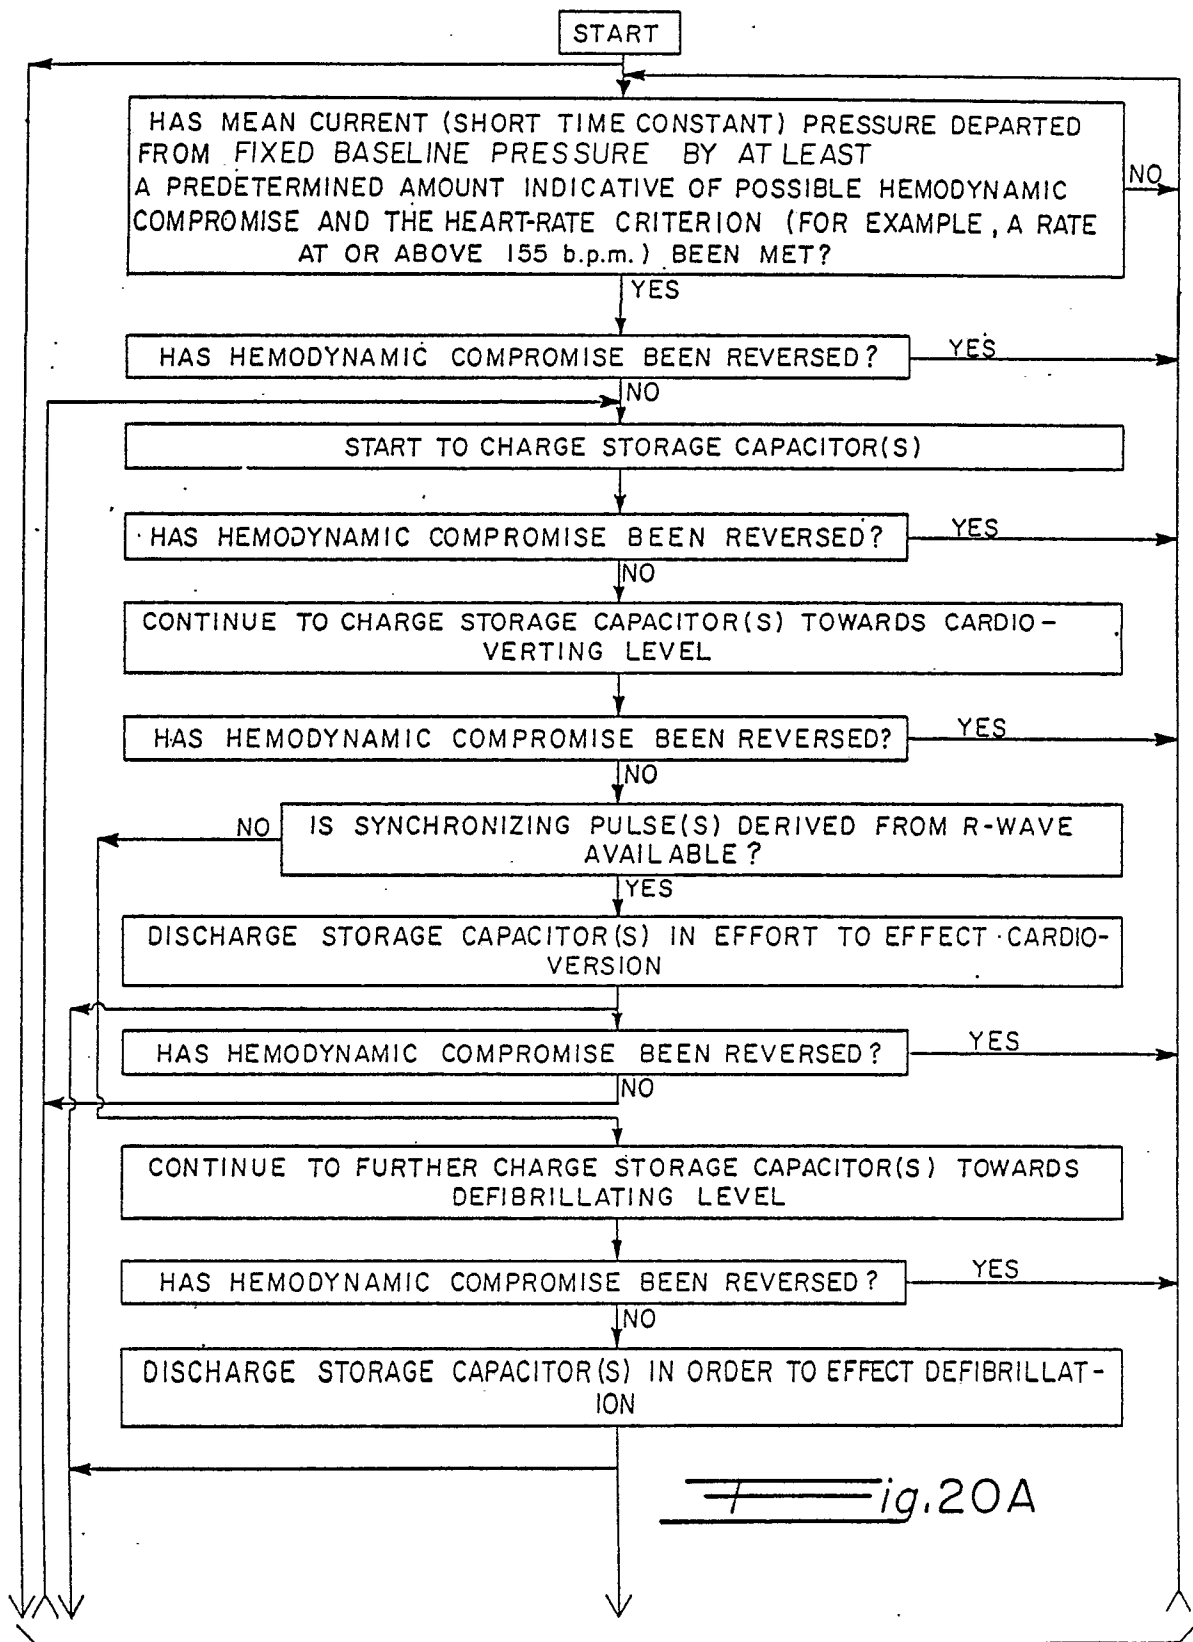 START
HAS MEAN CURRENT (SHORT TIME CONSTANT) PRESSURE DEPARTED
FROM FIXED BASELINE PRESSURE BY AT LEAST
A PREDETERMINED AMOUNT INDICATIVE OF POSSIBLE HEMODYNAMIC
COMPROMISE AND THE HEART-RATE CRITERION (FOR EXAMPLE, A RATE
AT OR ABOVE 155 b.p.m.) BEEN MET?
NO
YES
HAS HEMODYNAMIC COMPROMISE BEEN REVERSED?
YES
NO
START TO CHARGE STORAGE CAPACITOR(S)
HAS HEMODYNAMIC COMPROMISE BEEN REVERSED?
YES
NO
CONTINUE TO CHARGE STORAGE CAPACITOR(S) TOWARDS CARDIO-
VERTING LEVEL
HAS HEMODYNAMIC COMPROMISE BEEN REVERSED?
YES
NO
NO
IS SYNCHRONIZING PULSE(S) DERIVED FROM R-WAVE
AVAILABLE?
YES
DISCHARGE STORAGE CAPACITOR(S) IN EFFORT TO EFFECT CARDIO-
VERSION
HAS HEMODYNAMIC COMPROMISE BEEN REVERSED?
YES
NO
CONTINUE TO FURTHER CHARGE STORAGE CAPACITOR(S) TOWARDS
DEFIBRILLATING LEVEL
HAS HEMODYNAMIC COMPROMISE BEEN REVERSED?
YES
NO
DISCHARGE STORAGE CAPACITOR(S) IN ORDER TO EFFECT DEFIBRILLAT-
ION
Fig.20A